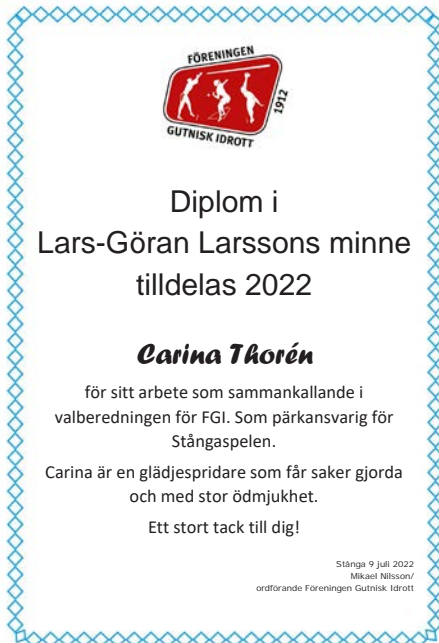 FÖRENINGEN
1912
GUTNISK IDROTT
Diplom i
Lars-Göran Larssons minne
tilldelas 2022
Carina Thorén
för sitt arbete som sammankallande i
valberedningen för FGI. Som pärkansvarig för
Stångaspelen.
Carina är en glädjespridare som får saker gjorda
och med stor ödmjukhet.
Ett stort tack till dig!
Stånga 9 juli 2022
Mikael Nilsson/
ordförande Föreningen Gutnisk Idrott